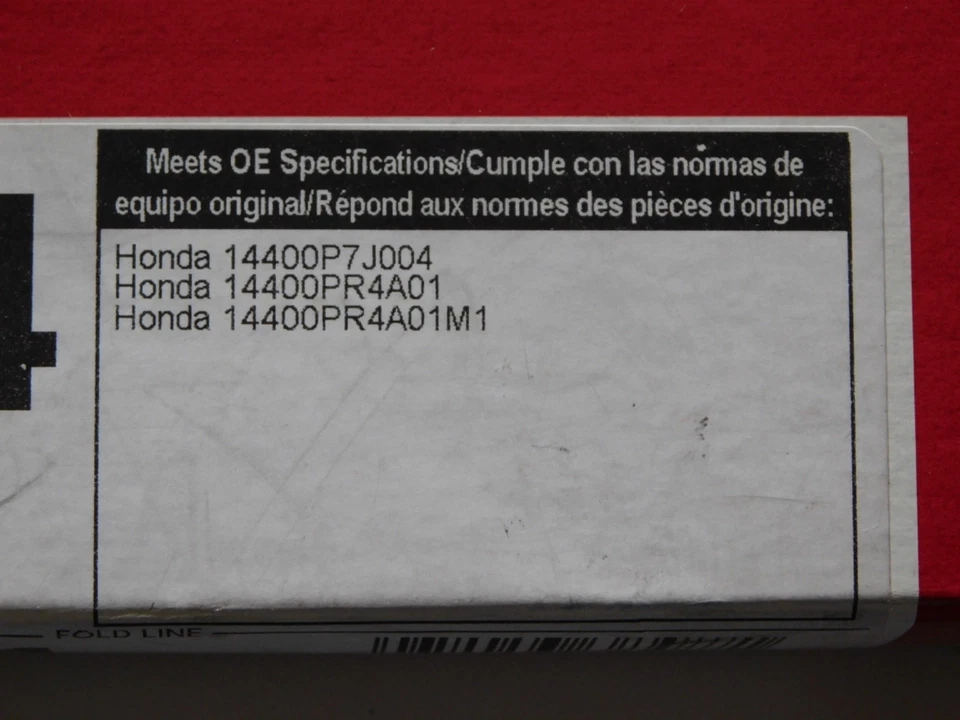 Meets OE Specifications/Cumple con las normas de
equipo original/Répond aux normes des pièces d'origine:
Honda 14400P7J004
Honda 14400PR4A01
Honda 14400PR4A01M1
FOLD LINE